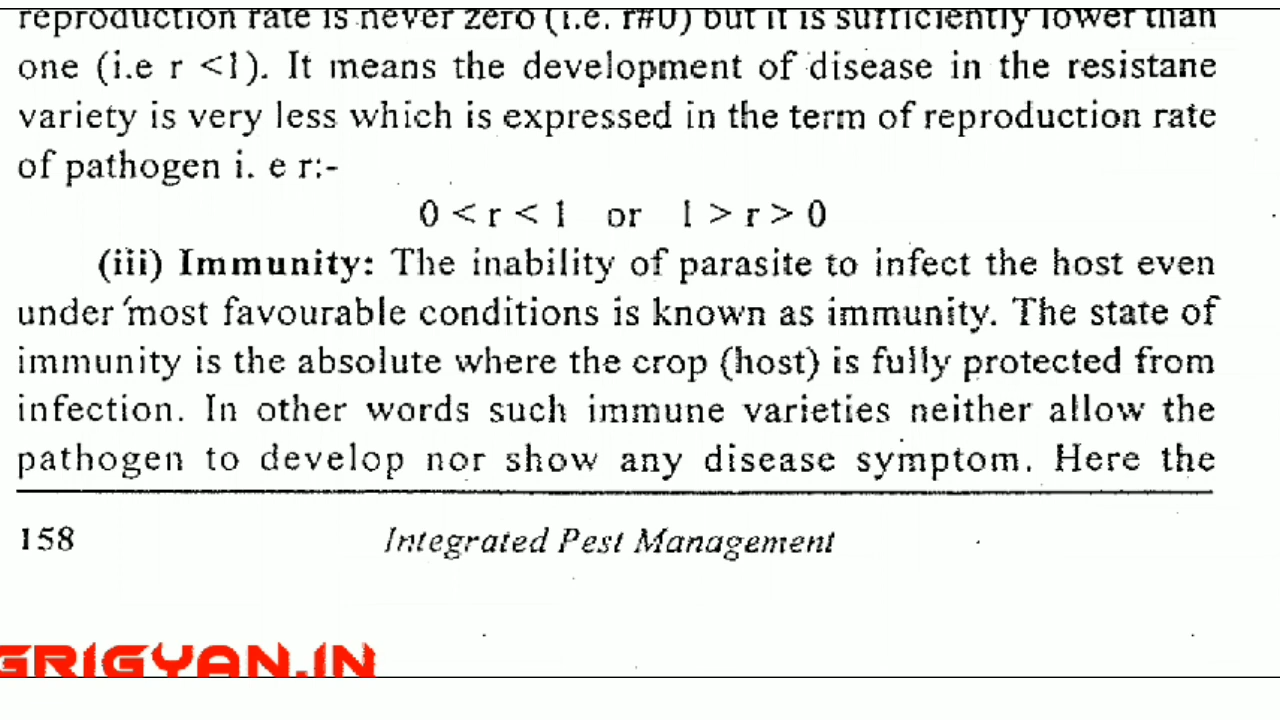 reproduction rate is never zero (i.e. r#0) but it is sufficiently lower than
one (i.e r <1). It means the development of disease in the resistane
variety is very less which is expressed in the term of reproduction rate
of pathogen i. e r:-
0 < r < 1 or 1 > r > 0
(iii) Immunity: The inability of parasite to infect the host even
under most favourable conditions is known as immunity. The state of
immunity is the absolute where the crop (host) is fully protected from
infection. In other words such immune varieties neither allow the
pathogen to develop nor show any disease symptom. Here the
158 Integrated Pest Management
GRIGYAN.IN